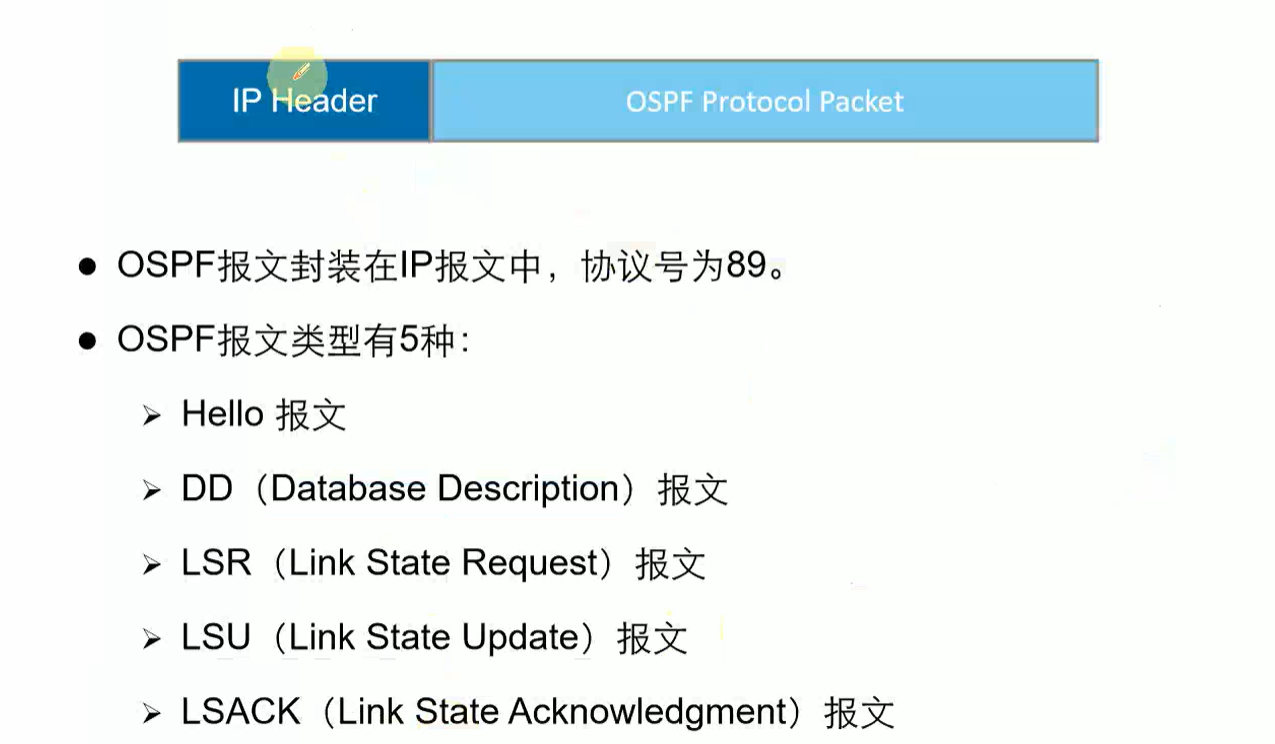 IP Header
OSPF Protocol Packet
● OSPF报文封装在IP报文中，协议号为89。
● OSPF报文类型有5种：
➢ Hello 报文
➢ DD（Database Description）报文
➢ LSR（Link State Request）报文
➢ LSU（Link State Update）报文
➢ LSACK（Link State Acknowledgment）报文